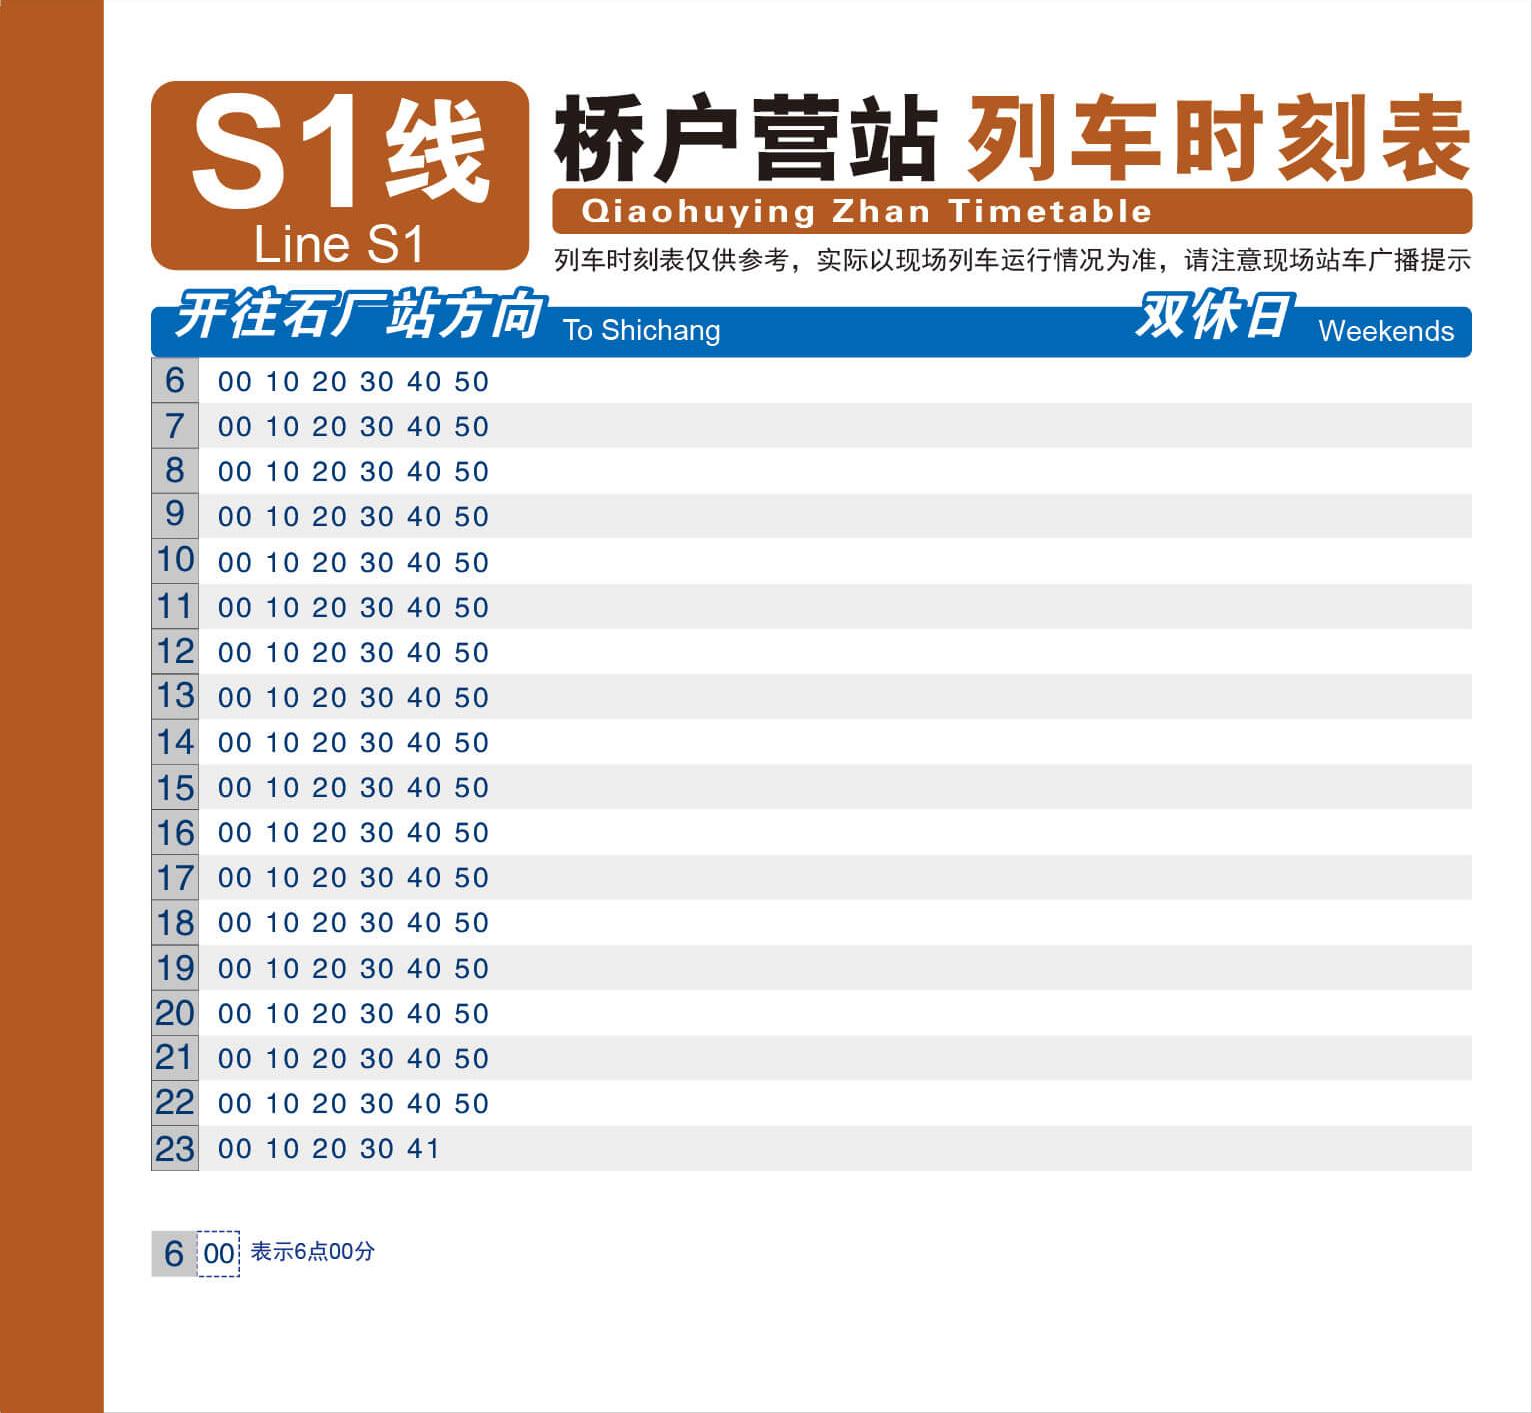 S1线
Line S1
桥户营站 列车时刻表
Qiaohuying Zhan Timetable
列车时刻表仅供参考，实际以现场列车运行情况为准，请注意现场站车广播提示
开往石厂站方向 To Shichang 双休日 Weekends
6 00 10 20 30 40 50
7 00 10 20 30 40 50
8 00 10 20 30 40 50
9 00 10 20 30 40 50
10 00 10 20 30 40 50
11 00 10 20 30 40 50
12 00 10 20 30 40 50
13 00 10 20 30 40 50
14 00 10 20 30 40 50
15 00 10 20 30 40 50
16 00 10 20 30 40 50
17 00 10 20 30 40 50
18 00 10 20 30 40 50
19 00 10 20 30 40 50
20 00 10 20 30 40 50
21 00 10 20 30 40 50
22 00 10 20 30 40 50
23 00 10 20 30 41
6 00 表示6点00分